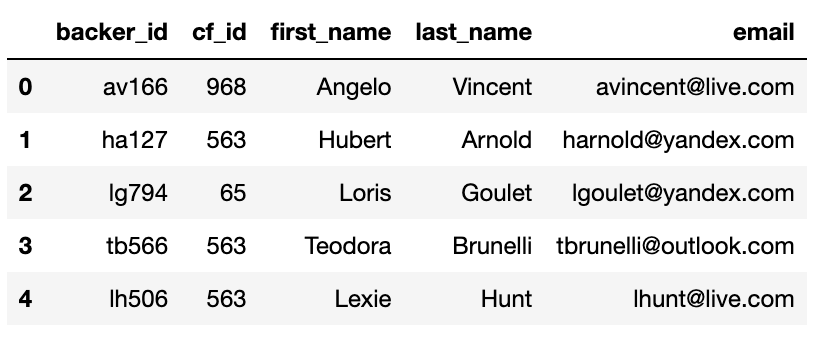 backer_id cf_id first_name last_name email
0 av166 968 Angelo Vincent avincent@live.com
1 ha127 563 Hubert Arnold harnold@yandex.com
2 lg794 65 Loris Goulet lgoulet@yandex.com
3 tb566 563 Teodora Brunelli tbrunelli@outlook.com
4 lh506 563 Lexie Hunt lhunt@live.com